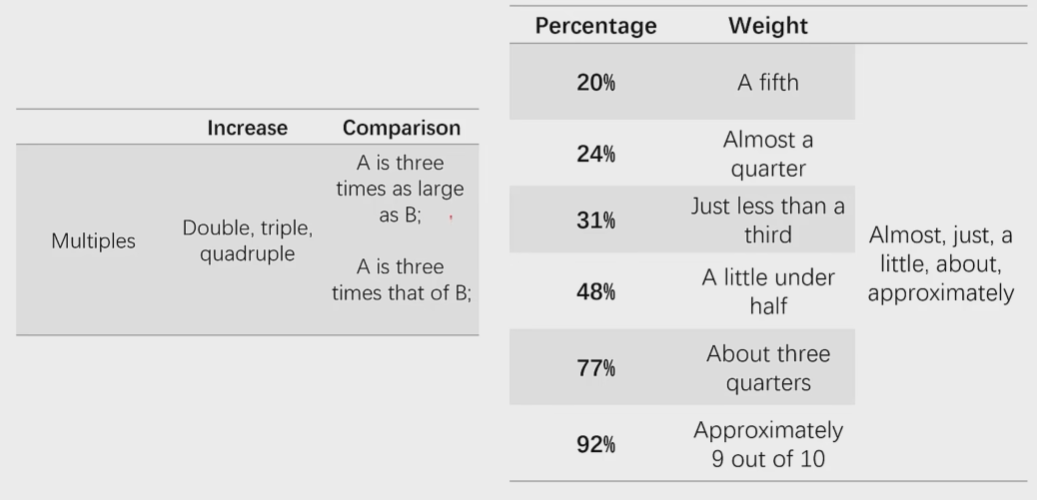 Increase Comparison
Multiples
Double, triple,
quadruple
A is three
times as large
as B;
A is three
times that of B;
Percentage Weight
20% A fifth
24% Almost a
quarter
31% Just less than a
third
48% A little under
half
77% About three
quarters
92% Approximately
9 out of 10
Almost, just, a
little, about,
approximately